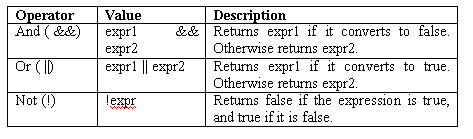 Operator Value Description
And ( &&) expr1 && Returns expr1 if it converts to false.
expr2 Otherwise returns expr2.
Or ( ||) expr1 || expr2 Returns expr1 if it converts to true.
Otherwise returns expr2.
Not (!) !expr Returns false if the expression is true,
and true if it is false.